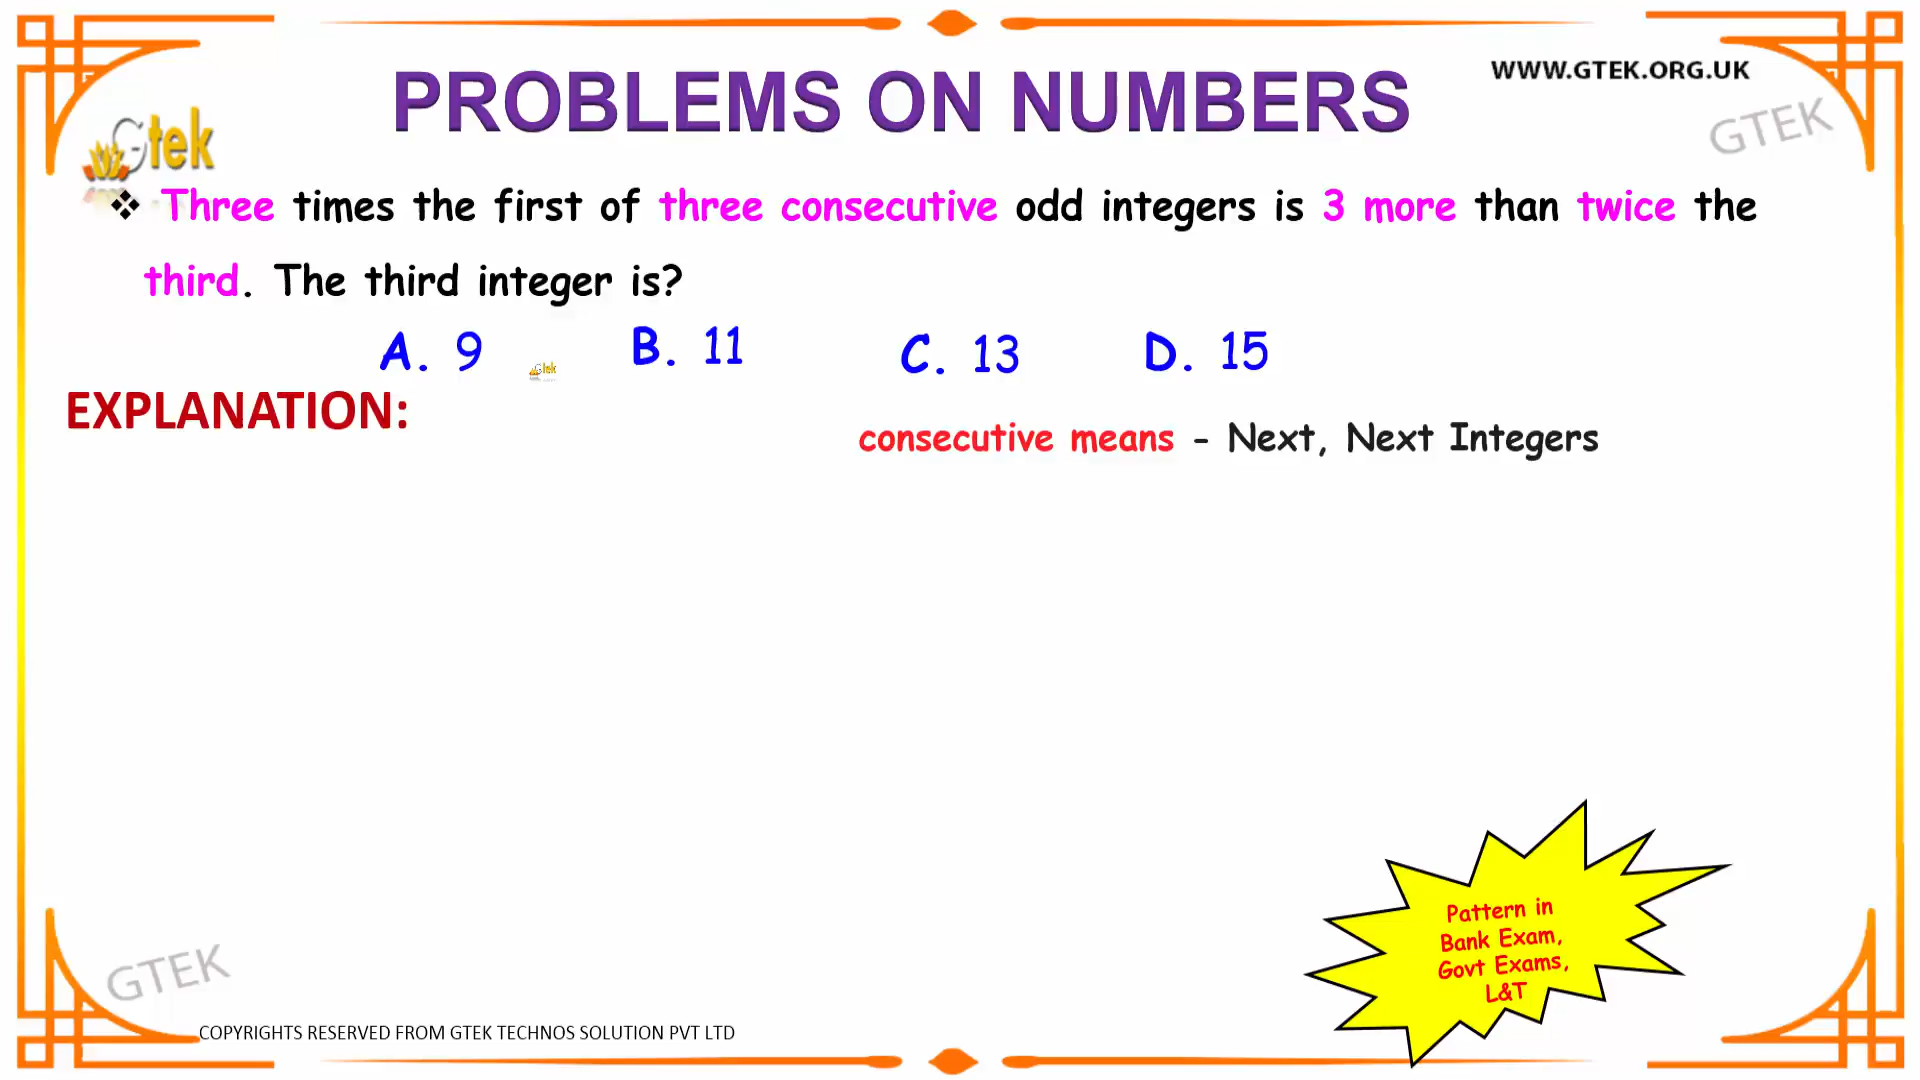 WWW.GTEK.ORG.UK
PROBLEMS ON NUMBERS
GTEK
Gtek
❖ Three times the first of three consecutive odd integers is 3 more than twice the
third. The third integer is?
A. 9 B. 11 C. 13 D. 15
Gtek
EXPLANATION:
consecutive means - Next, Next Integers
Pattern in
Bank Exam,
Govt Exams,
L&T
GTEK
COPYRIGHTS RESERVED FROM GTEK TECHNOS SOLUTION PVT LTD